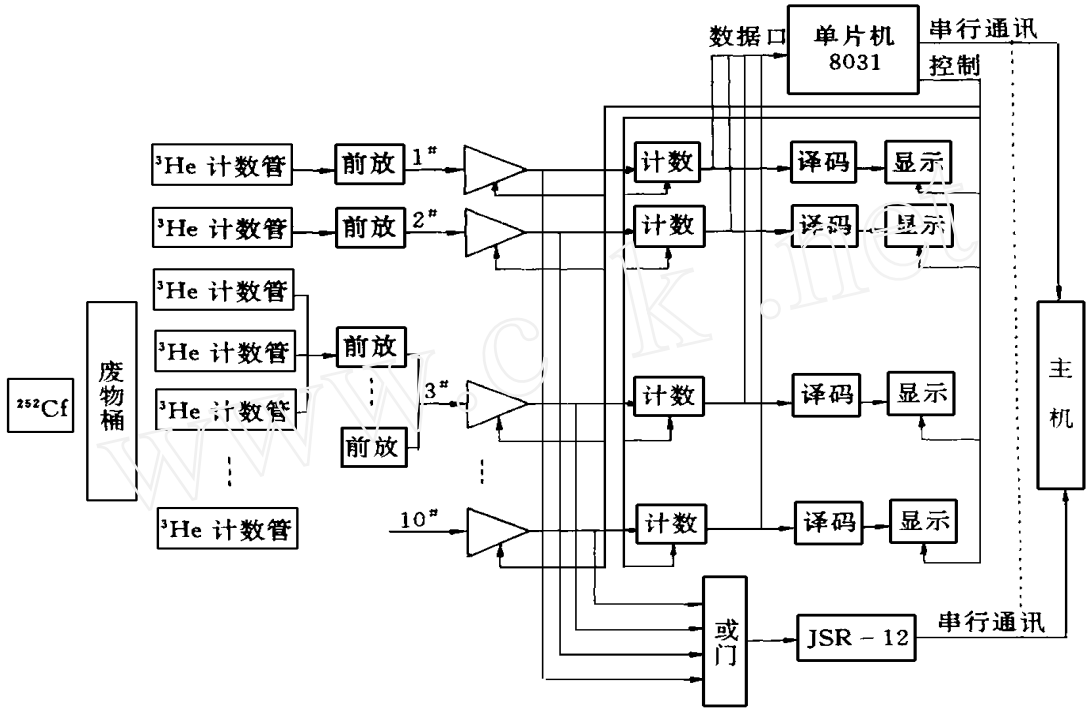 数据口
单片机
8031
串行通讯
控制
³He 计数管
前放
1#
计数
译码
显示
³He 计数管
前放
2#
计数
译码
显示
³He 计数管
³He 计数管
前放
²⁵²Cf
废物桶
³He 计数管
3#
计数
译码
显示
主机
前放
³He 计数管
10#
计数
译码
显示
或门
JSR－12
串行通讯